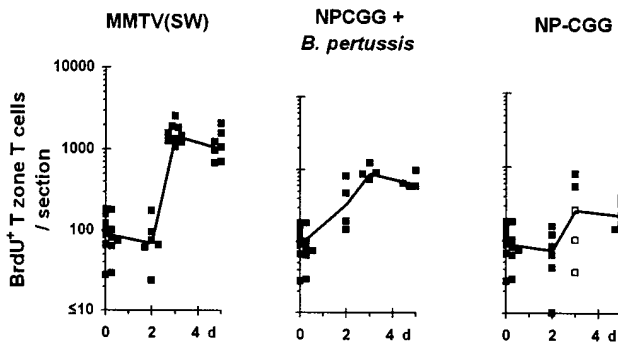 MMTV(SW)
NPCGG +
B. pertussis
NP-CGG
BrdU⁺ T zone T cells
/ section
10000
1000
100
≤10
0 2 4 d
0 2 4 d
0 2 4 d